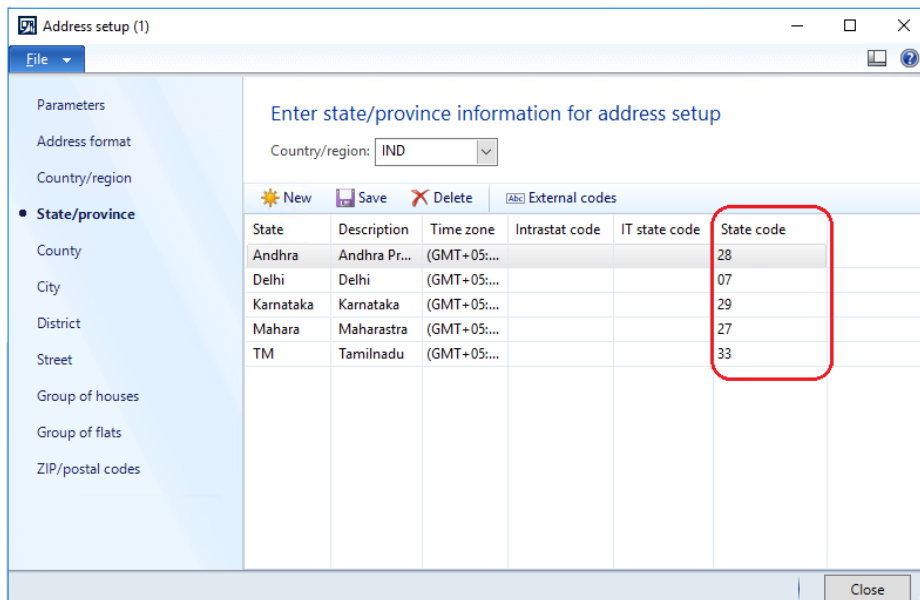 Address setup (1)
File
Parameters
Address format
Country/region
State/province
County
City
District
Street
Group of houses
Group of flats
ZIP/postal codes
Enter state/province information for address setup
Country/region: IND
New Save Delete Abc External codes
State Description Time zone Intrastat code IT state code State code
Andhra Andhra Pr... (GMT+05:... 28
Delhi Delhi (GMT+05:... 07
Karnataka Karnataka (GMT+05:... 29
Mahara Maharastra (GMT+05:... 27
TM Tamilnadu (GMT+05:... 33
Close